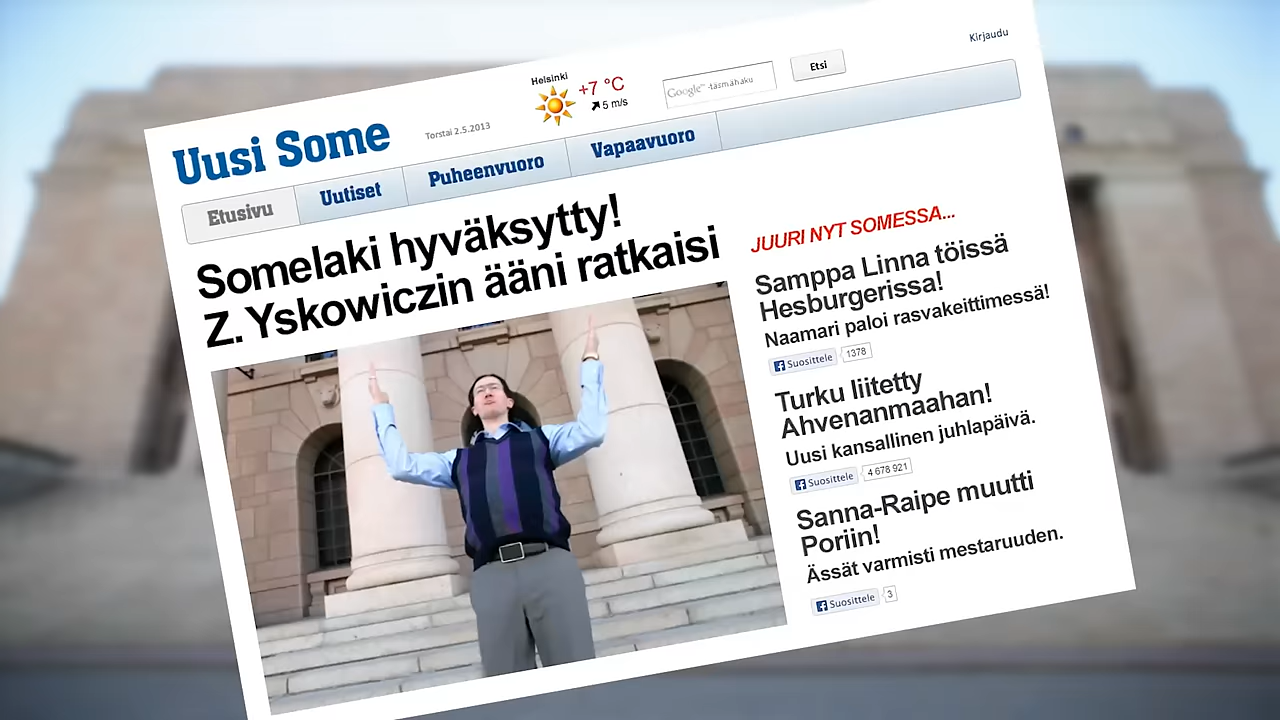 Kirjaudu
Helsinki
+7 °C
5 m/s
Google™ -täsmähaku
Etsi
Uusi Some
Torstai 2.5.2013
Etusivu
Uutiset
Puheenvuoro
Vapaavuoro
Somelaki hyväksytty!
Z. Yskowiczin ääni ratkaisi
JUURI NYT SOMESSA...
Samppa Linna töissä
Hesburgerissa!
Naamari paloi rasvakeittimessä!
Suosittele 1378
Turku liitetty
Ahvenanmaahan!
Uusi kansallinen juhlapäivä.
Suosittele 4 678 921
Sanna-Raipe muutti
Poriin!
Ässät varmisti mestaruuden.
Suosittele 3